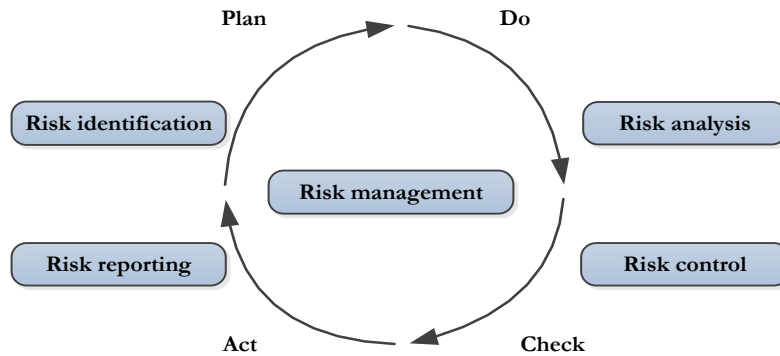 Plan
Do
Risk identification
Risk analysis
Risk management
Risk reporting
Risk control
Act
Check